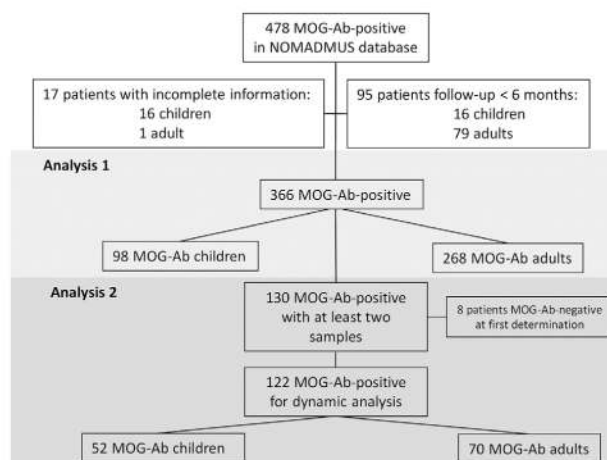 478 MOG-Ab-positive
in NOMADMUS database
17 patients with incomplete information:
16 children
1 adult
95 patients follow-up < 6 months:
16 children
79 adults
Analysis 1
366 MOG-Ab-positive
98 MOG-Ab children
268 MOG-Ab adults
Analysis 2
130 MOG-Ab-positive
with at least two
samples
8 patients MOG-Ab-negative
at first determination
122 MOG-Ab-positive
for dynamic analysis
52 MOG-Ab children
70 MOG-Ab adults